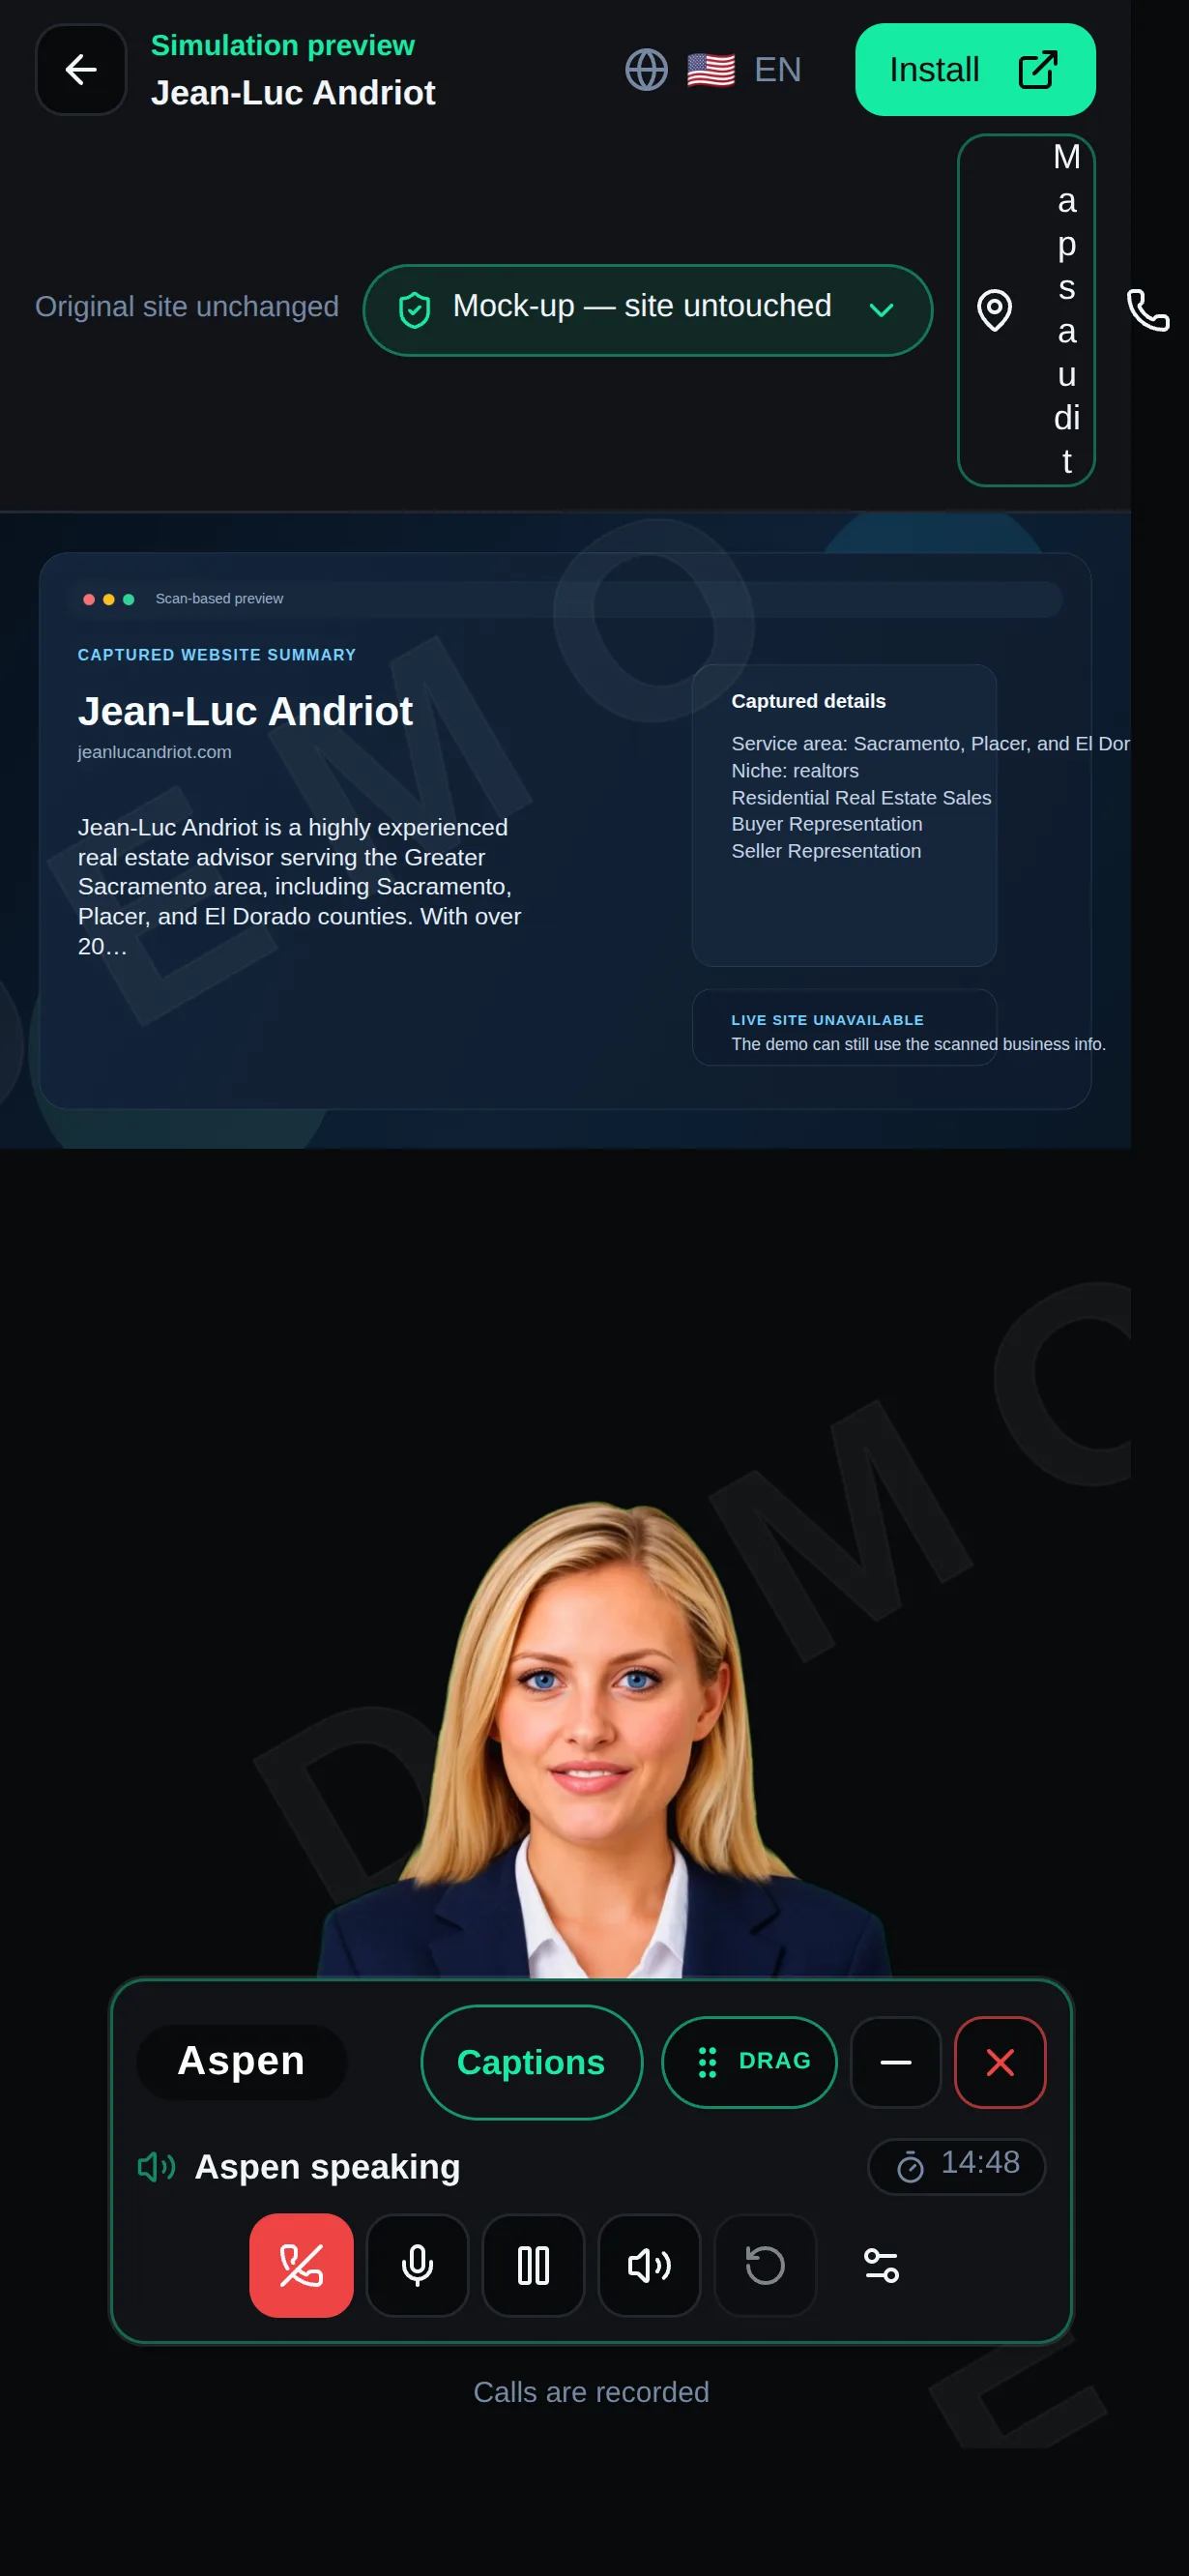 Simulation preview
Jean-Luc Andriot
🇺🇸 EN
Install
Original site unchanged
Mock-up — site untouched
Maps audit
Scan-based preview
CAPTURED WEBSITE SUMMARY
Jean-Luc Andriot
jeanlucandriot.com
Jean-Luc Andriot is a highly experienced
real estate advisor serving the Greater
Sacramento area, including Sacramento,
Placer, and El Dorado counties. With over
20…
Captured details
Service area: Sacramento, Placer, and El Dor
Niche: realtors
Residential Real Estate Sales
Buyer Representation
Seller Representation
LIVE SITE UNAVAILABLE
The demo can still use the scanned business info.
DEMO
DEMO
Aspen
Captions
DRAG
Aspen speaking
14:48
Calls are recorded